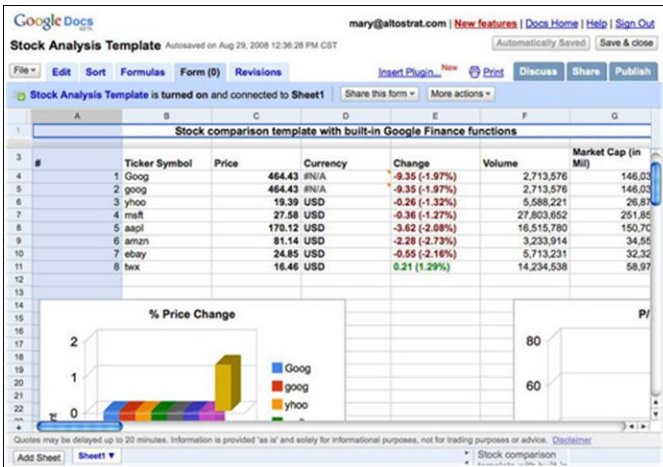 Google Docs
BETA
mary@altostrat.com | New features | Docs Home | Help | Sign Out
Stock Analysis Template Autosaved on Aug 29, 2008 12:36:28 PM CST
Automatically Saved Save & close
File Edit Sort Formulas Form (0) Revisions Insert Plugin... New Print Discuss Share Publish
Stock Analysis Template is turned on and connected to Sheet1 Share this form More actions
A B C D E F G
1 Stock comparison template with built-in Google Finance functions
3 # Ticker Symbol Price Currency Change Volume Market Cap (in Mil)
4 1 Goog 464.43 #N/A -9.35 (-1.97%) 2,713,576 146,03
5 2 goog 464.43 #N/A -9.35 (-1.97%) 2,713,576 146,03
6 3 yhoo 19.39 USD -0.26 (-1.32%) 5,588,221 26,87
7 4 msft 27.58 USD -0.36 (-1.27%) 27,803,652 251,85
8 5 aapl 170.12 USD -3.62 (-2.08%) 16,515,780 150,70
9 6 amzn 81.14 USD -2.28 (-2.73%) 3,233,914 34,55
10 7 ebay 24.85 USD -0.55 (-2.16%) 5,713,231 32,32
11 8 twx 16.46 USD 0.21 (1.29%) 14,234,538 58,97
12
13
14
15 % Price Change P/
16
17 2 80
18
19 Goog
20 1 goog 60
21 yhoo
22 0
Quotes may be delayed up to 20 minutes. Information is provided 'as is' and solely for informational purposes, not for trading purposes or advice. Disclaimer
Add Sheet Sheet1 Stock comparison